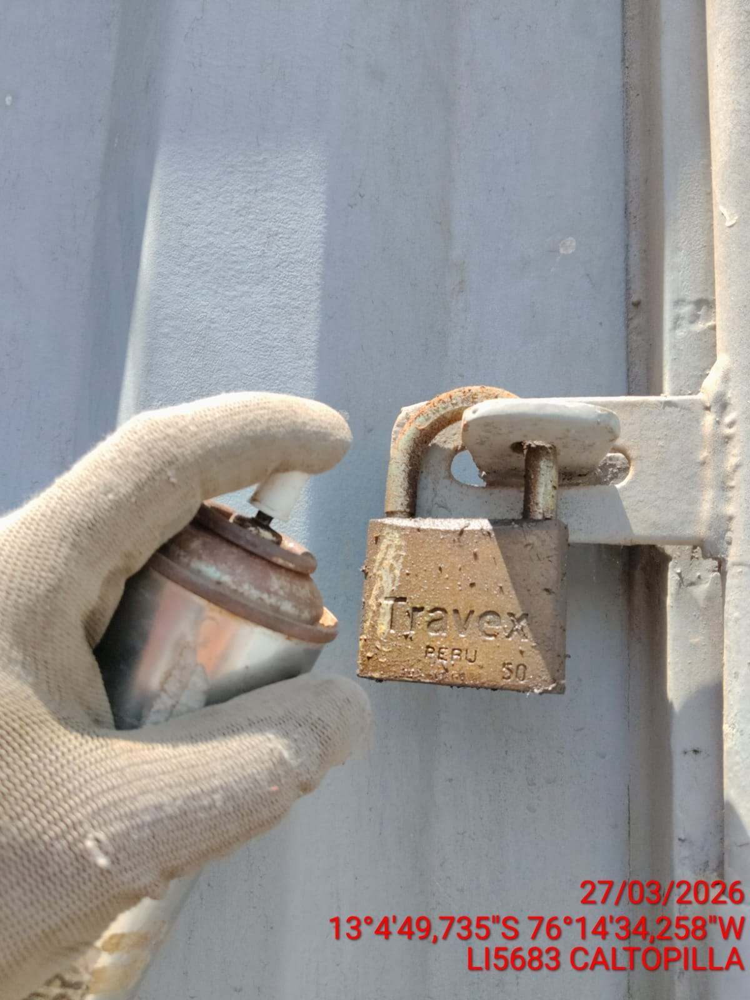 Travex
PERU
50
27/03/2026
13°4'49,735"S 76°14'34,258"W
LI5683 CALTOPILLA